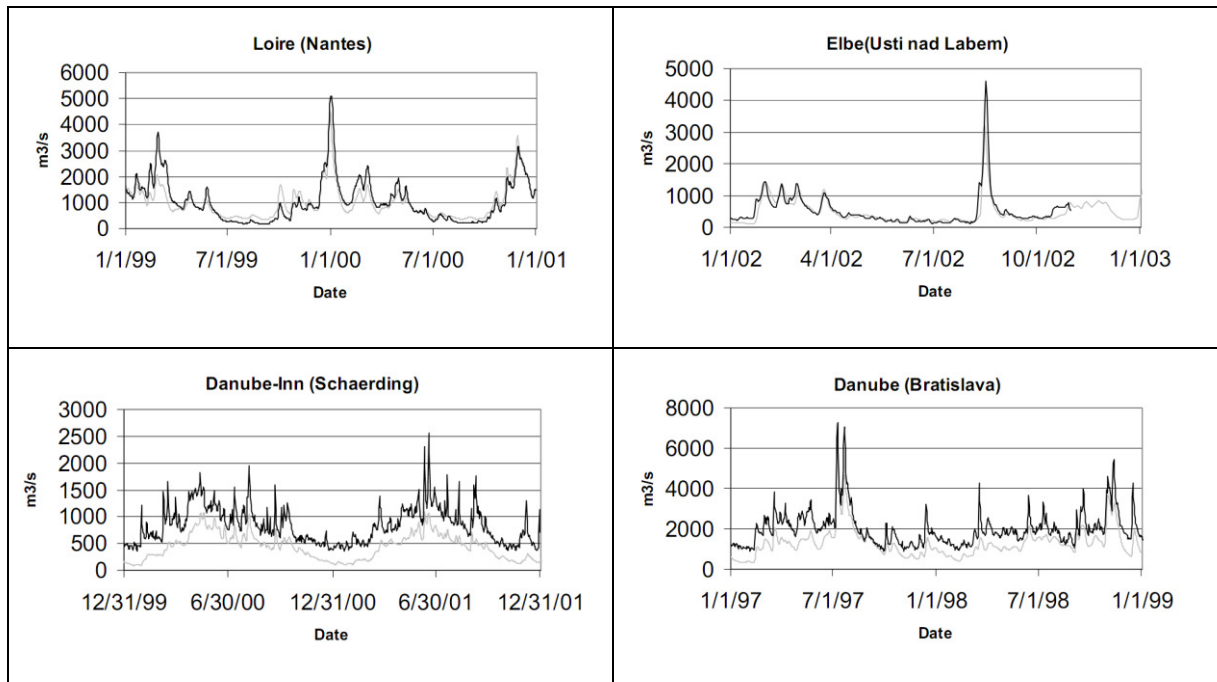 Loire (Nantes)
m3/s
6000
5000
4000
3000
2000
1000
0
1/1/99 7/1/99 1/1/00 7/1/00 1/1/01
Date
Elbe(Usti nad Labem)
m3/s
5000
4000
3000
2000
1000
0
1/1/02 4/1/02 7/1/02 10/1/02 1/1/03
Date
Danube-Inn (Schaerding)
m3/s
3000
2500
2000
1500
1000
500
0
12/31/99 6/30/00 12/31/00 6/30/01 12/31/01
Date
Danube (Bratislava)
m3/s
8000
6000
4000
2000
0
1/1/97 7/1/97 1/1/98 7/1/98 1/1/99
Date